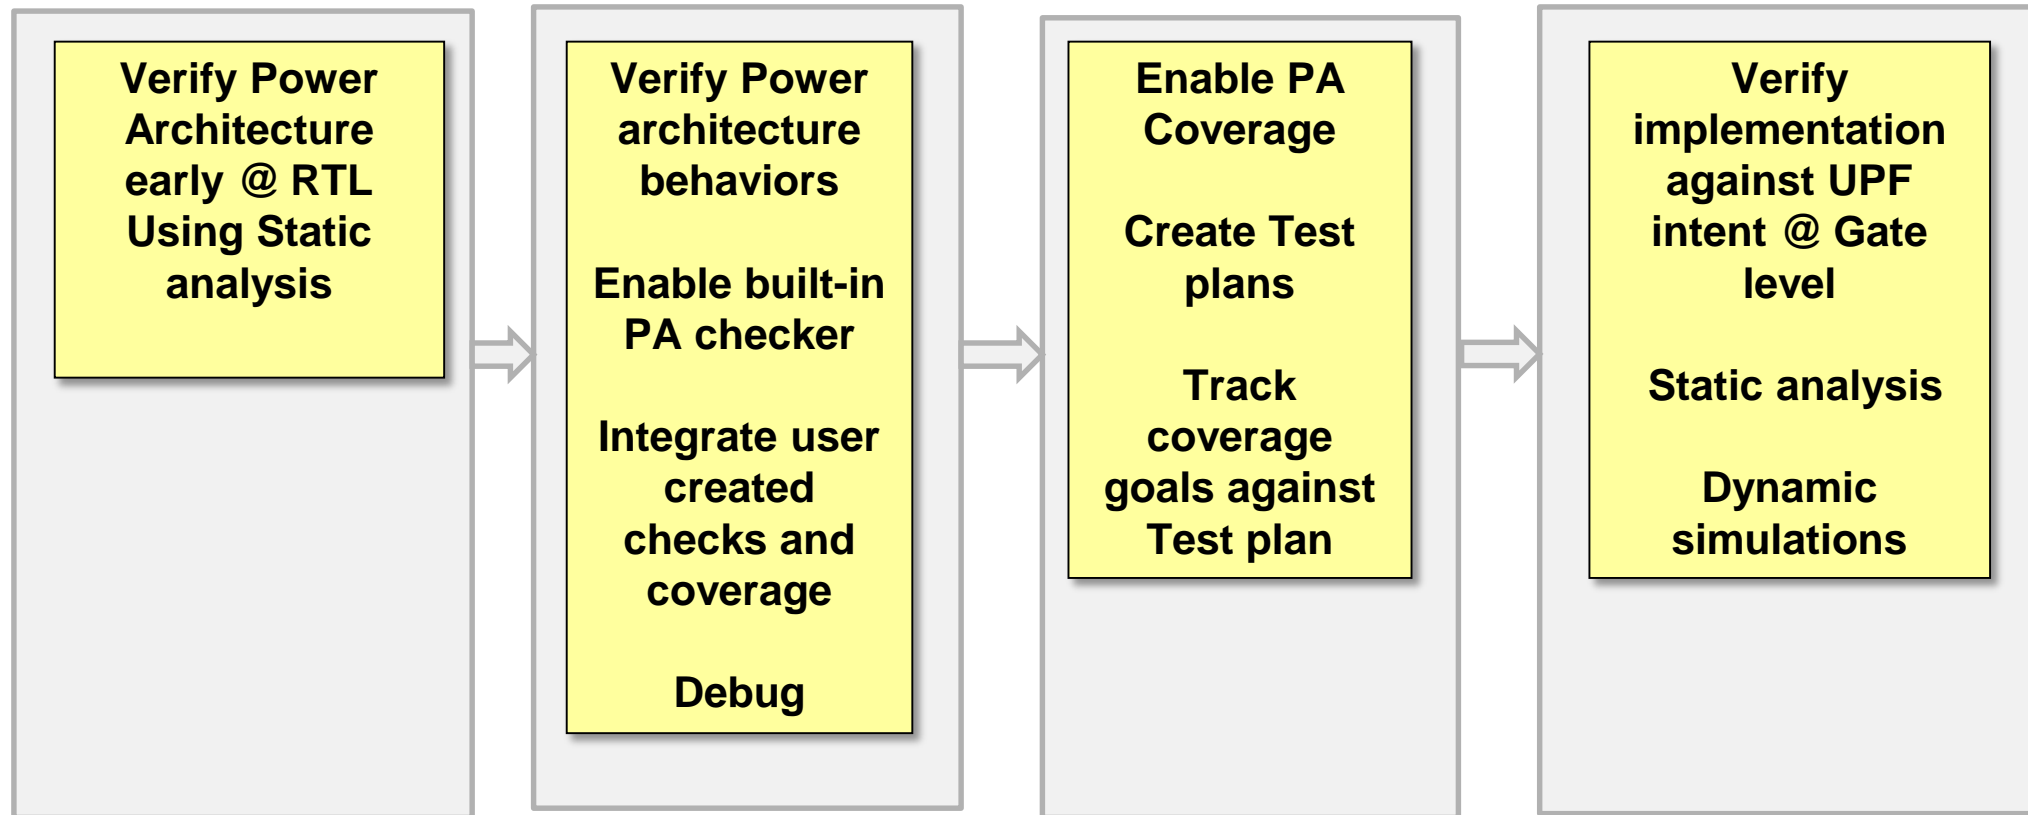 Verify Power
Architecture
early @ RTL
Using Static
analysis
Verify Power
architecture
behaviors
Enable built-in
PA checker
Integrate user
created
checks and
coverage
Debug
Enable PA
Coverage
Create Test
plans
Track
coverage
goals against
Test plan
Verify
implementation
against UPF
intent @ Gate
level
Static analysis
Dynamic
simulations